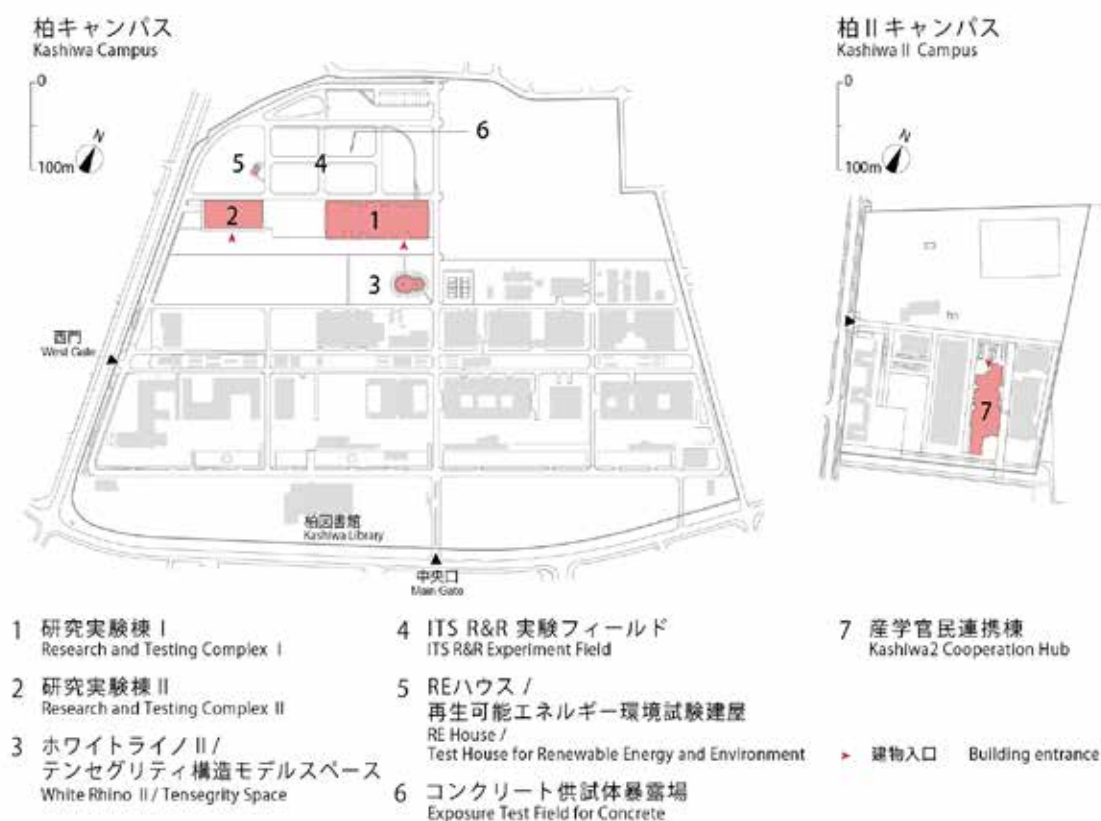 柏キャンパス
Kashiwa Campus
0
100m
N
6
5
4
2
1
3
西門
West Gate
柏図書館
Kashiwa Library
中央口
Main Gate
柏 II キャンパス
Kashiwa II Campus
0
100m
N
7
1 研究実験棟 I
Research and Testing Complex I
2 研究実験棟 II
Research and Testing Complex II
3 ホワイトライノ II /
テンセグリティ構造モデルスペース
White Rhino II / Tensegrity Space
4 ITS R&R 実験フィールド
ITS R&R Experiment Field
5 REハウス /
再生可能エネルギー環境試験建屋
RE House /
Test House for Renewable Energy and Environment
6 コンクリート供試体暴露場
Exposure Test Field for Concrete
7 産学官民連携棟
Kashiwa2 Cooperation Hub
建物入口 Building entrance